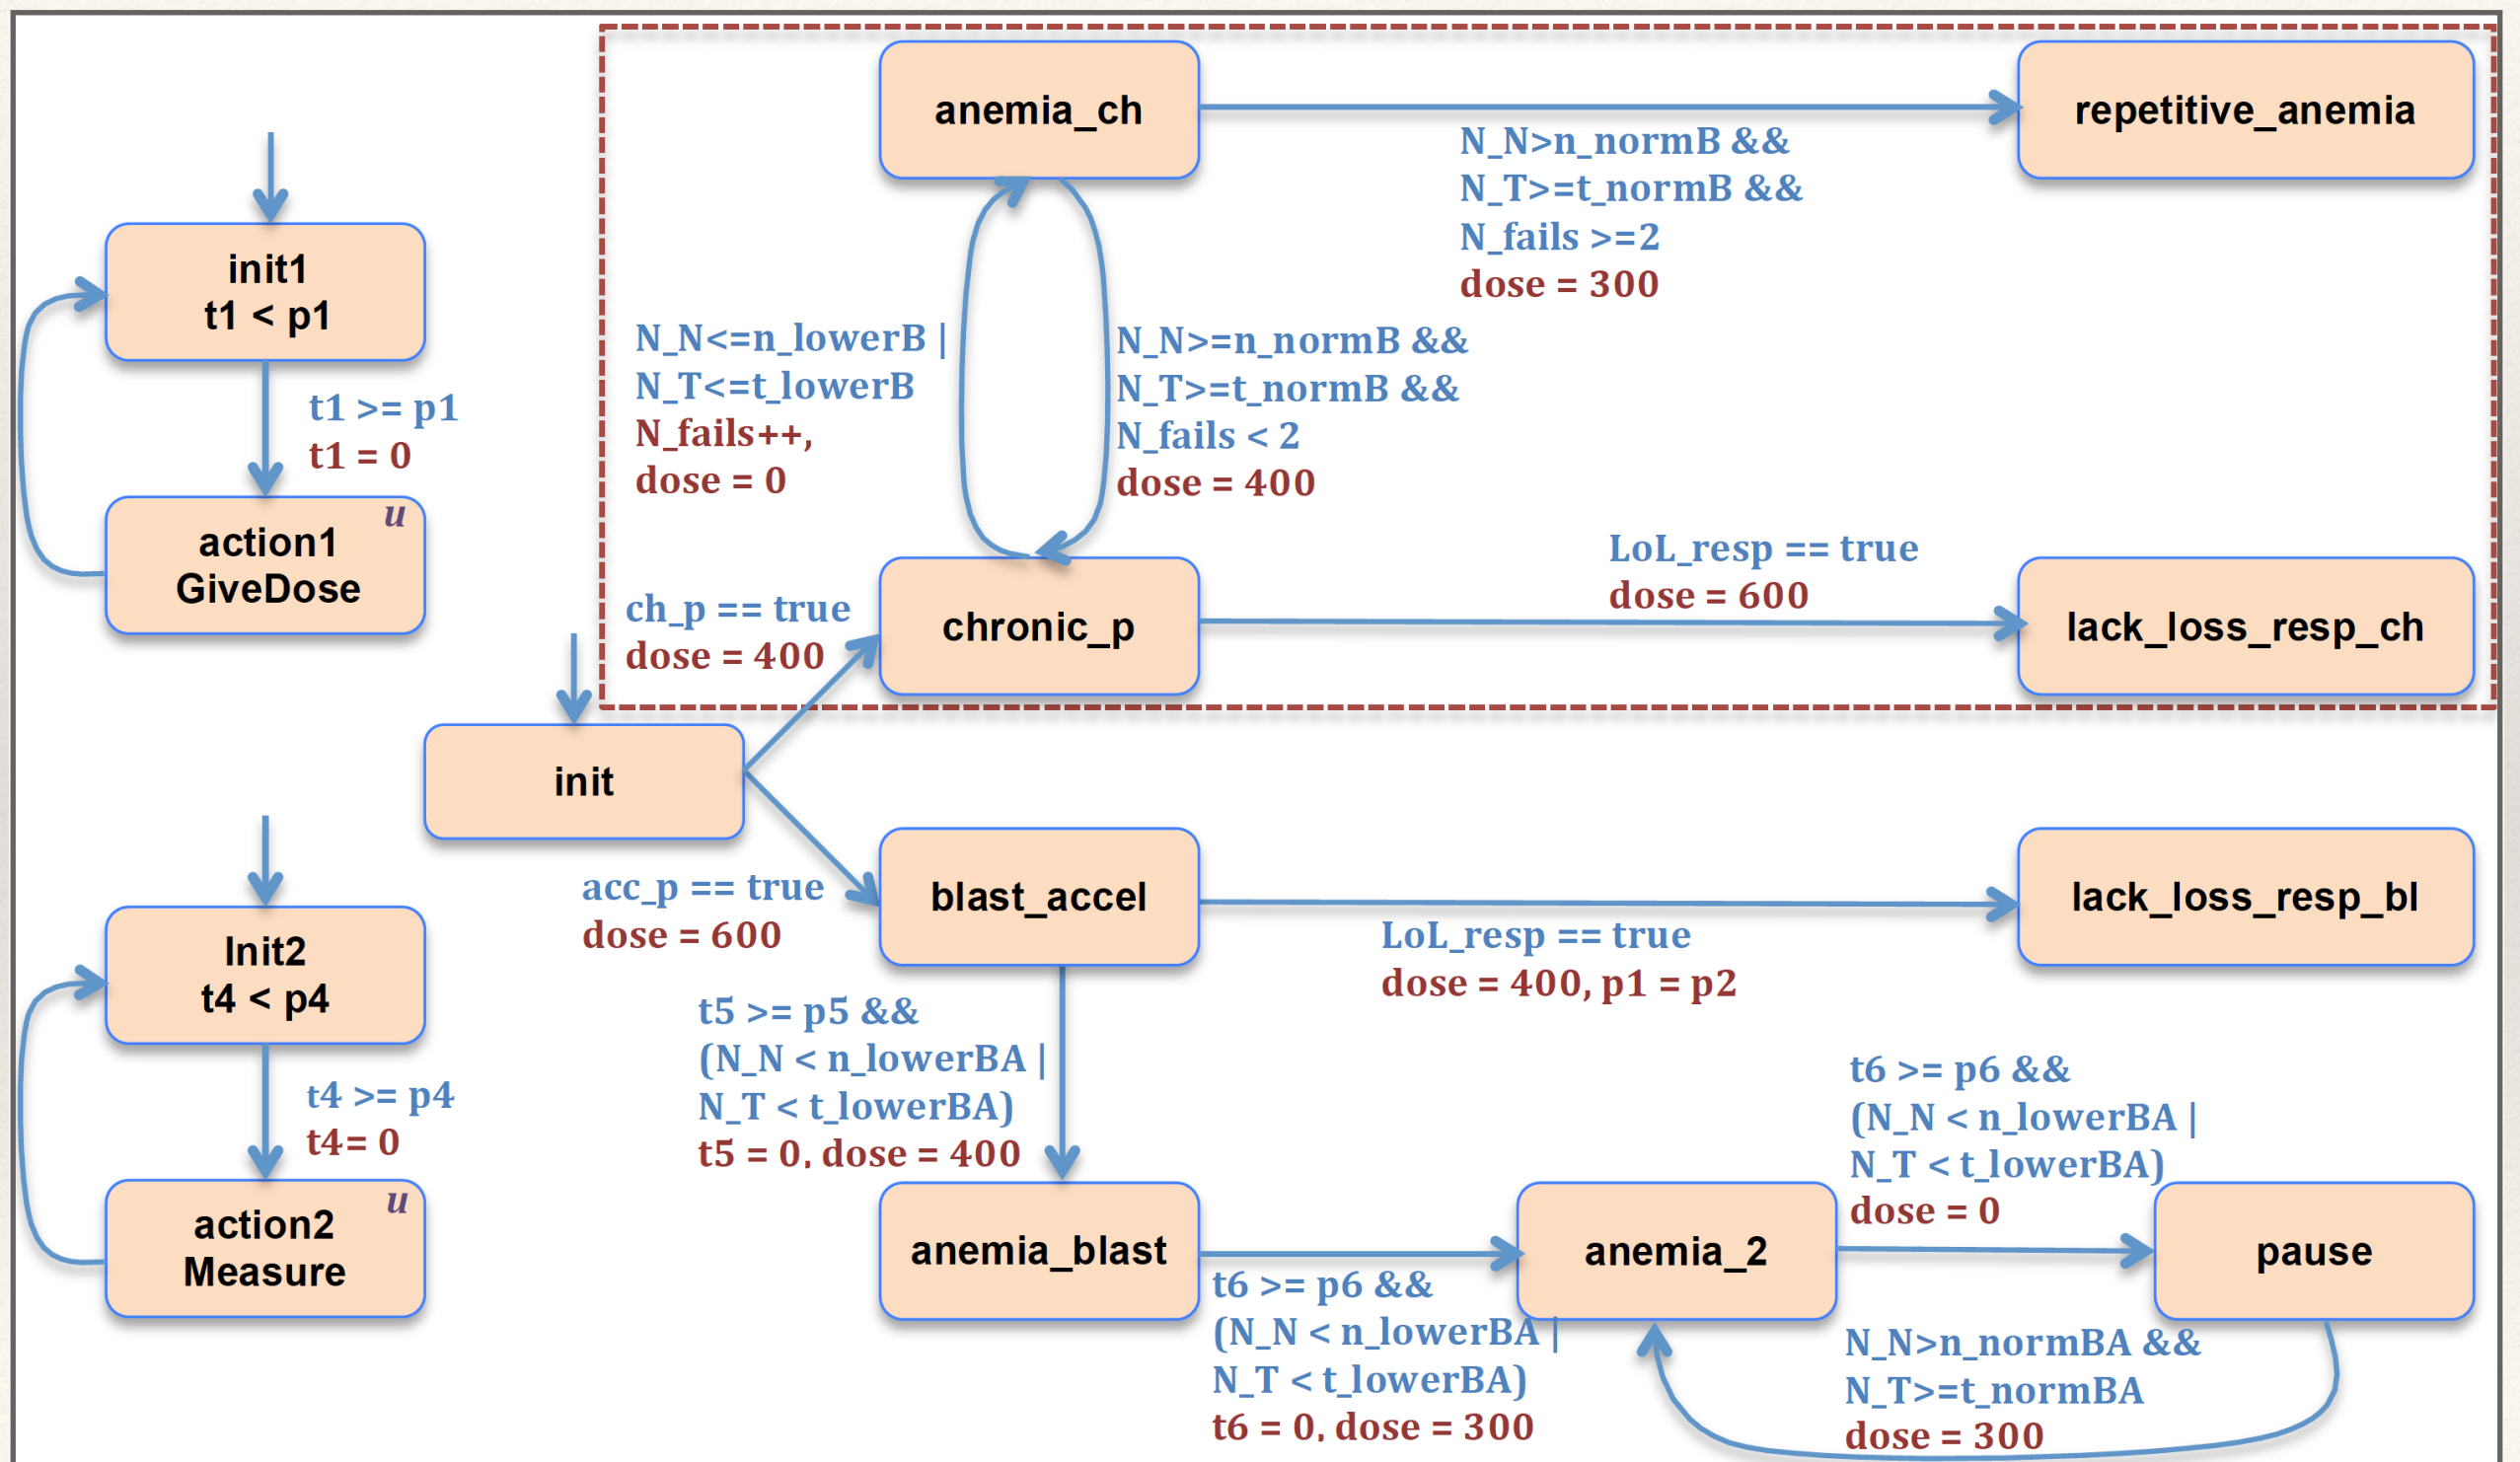 anemia_ch
repetitive_anemia
N_N>n_normB &&
N_T>=t_normB &&
N_fails >=2
dose = 300
init1
t1 < p1
t1 >= p1
t1 = 0
action1
GiveDose
u
N_N<=n_lowerB |
N_T<=t_lowerB
N_fails++,
dose = 0
N_N>=n_normB &&
N_T>=t_normB &&
N_fails < 2
dose = 400
ch_p == true
dose = 400
chronic_p
LoL_resp == true
dose = 600
lack_loss_resp_ch
init
acc_p == true
dose = 600
blast_accel
LoL_resp == true
dose = 400, p1 = p2
lack_loss_resp_bl
Init2
t4 < p4
t4 >= p4
t4= 0
action2
Measure
u
t5 >= p5 &&
(N_N < n_lowerBA |
N_T < t_lowerBA)
t5 = 0, dose = 400
anemia_blast
t6 >= p6 &&
(N_N < n_lowerBA |
N_T < t_lowerBA)
t6 = 0, dose = 300
anemia_2
t6 >= p6 &&
(N_N < n_lowerBA |
N_T < t_lowerBA)
dose = 0
pause
N_N>n_normBA &&
N_T>=t_normBA
dose = 300